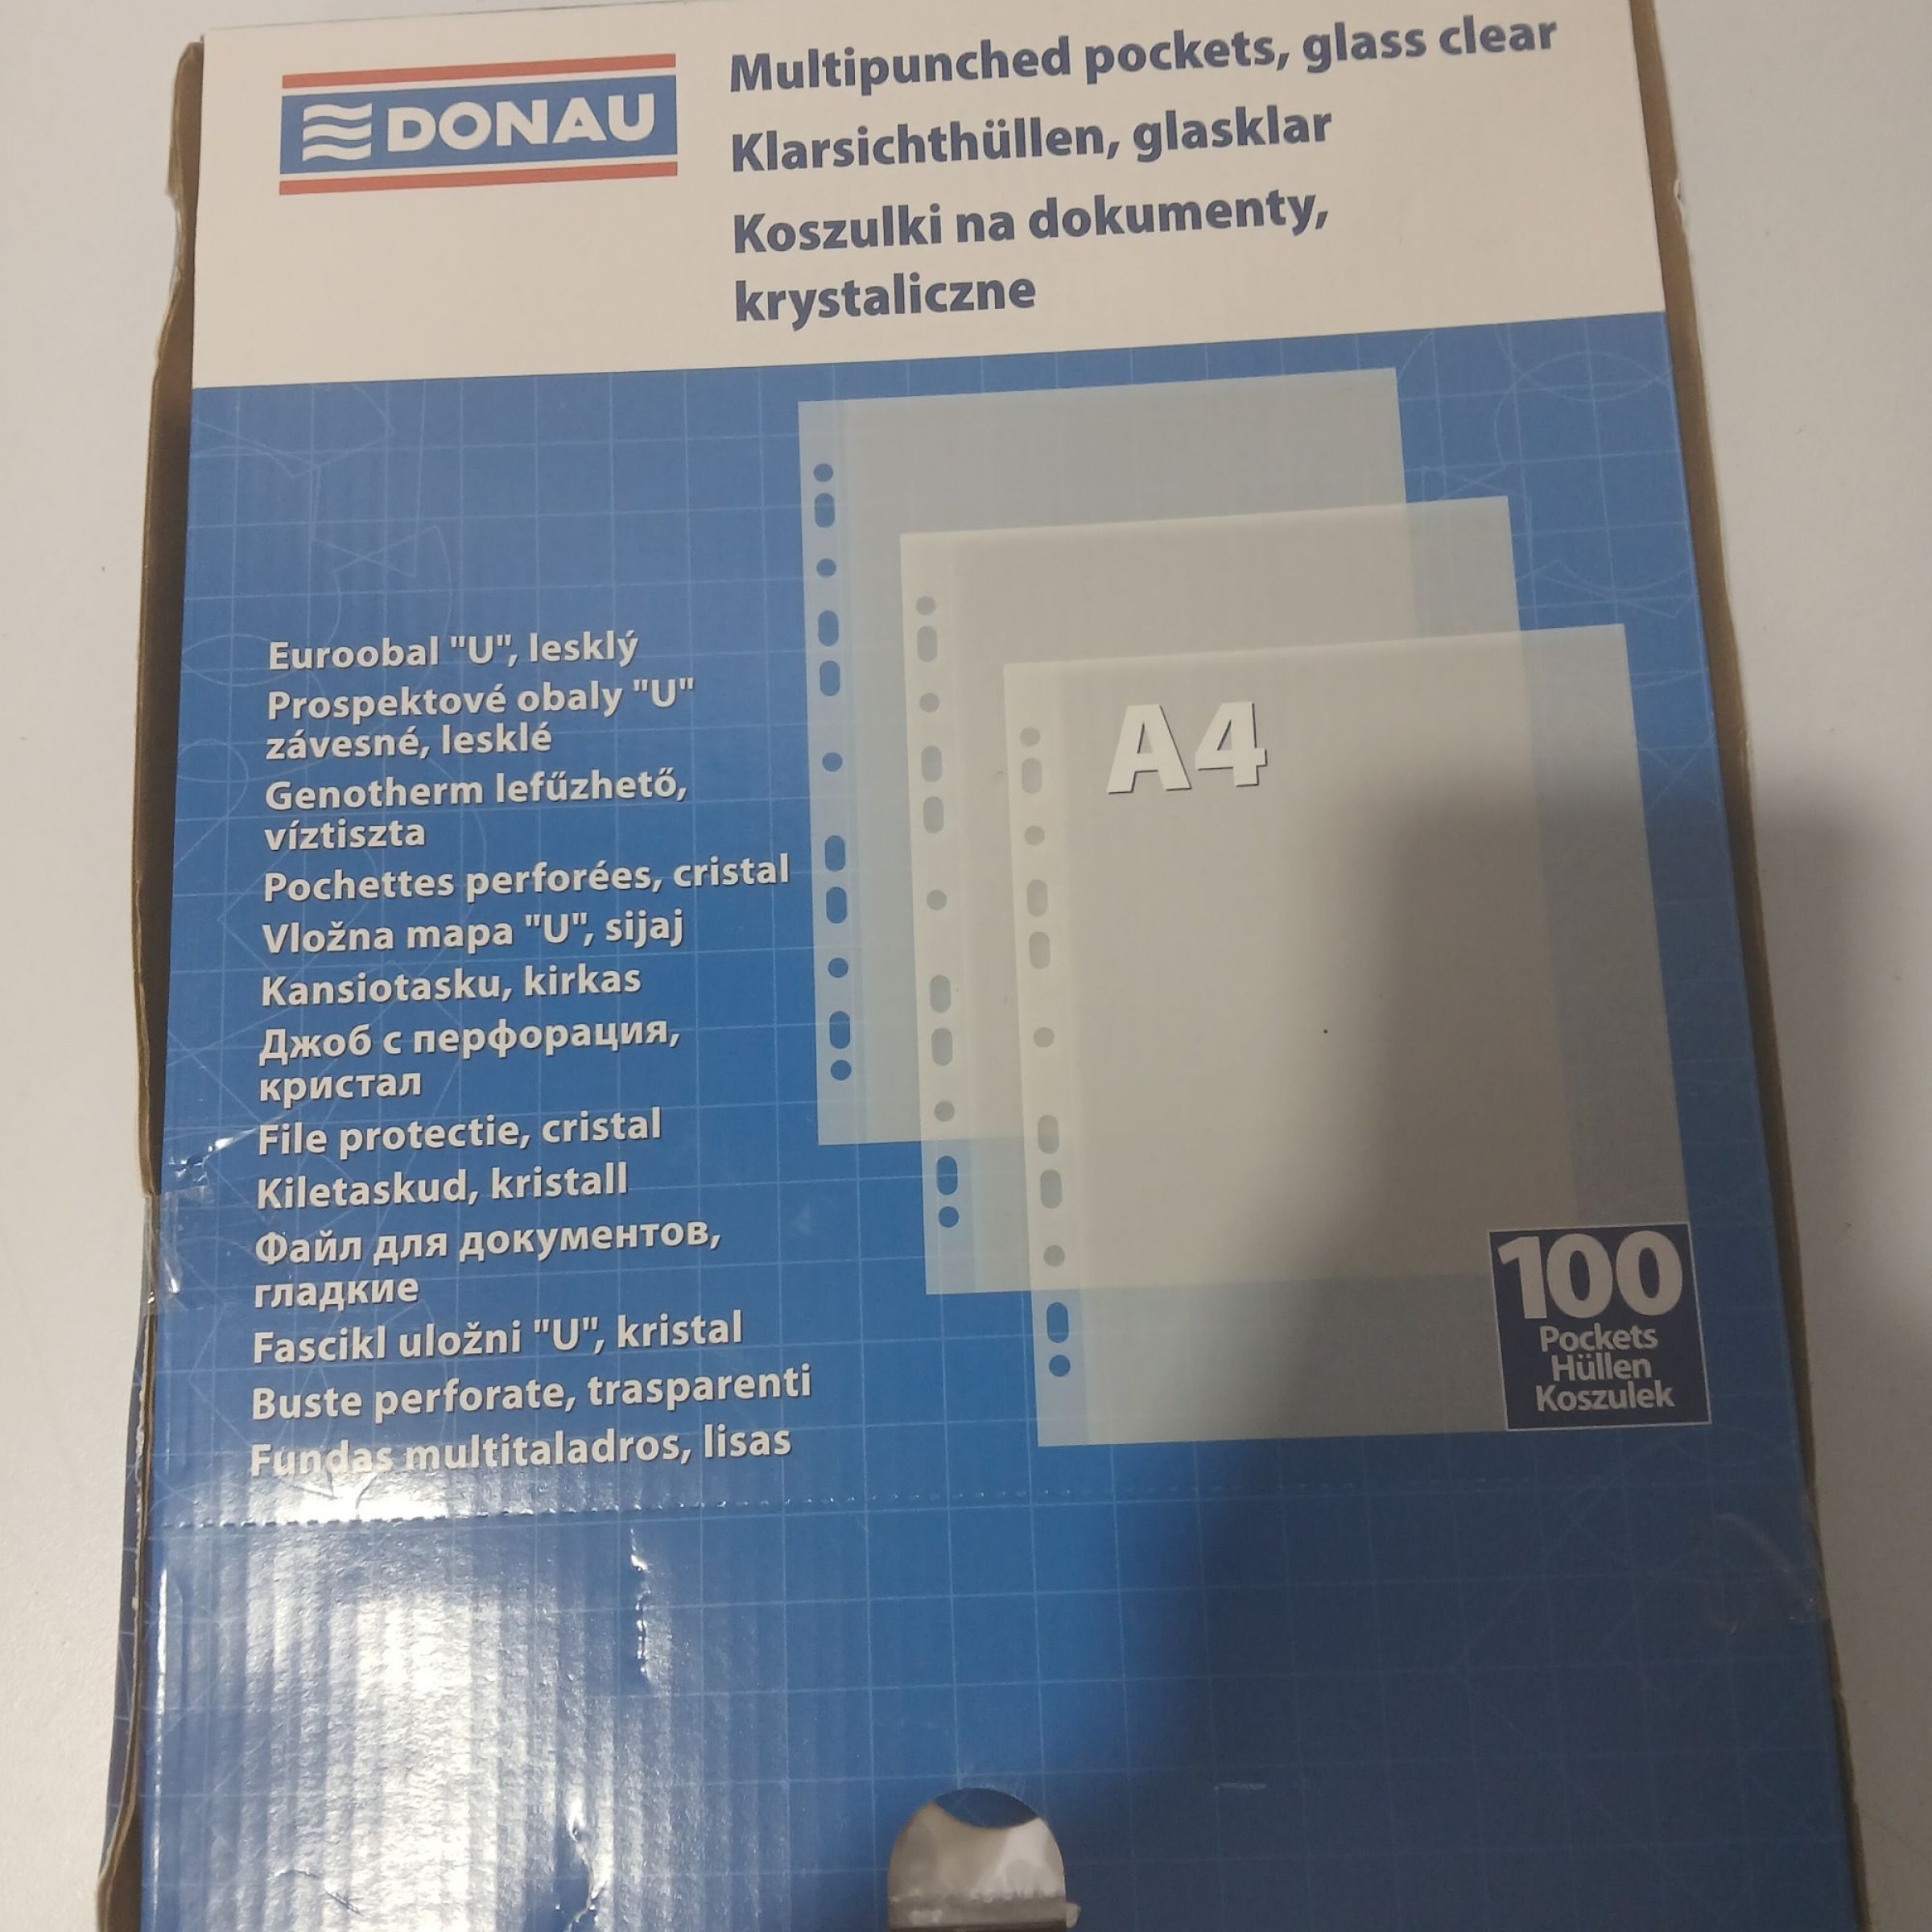 DONAU
Multipunched pockets, glass clear
Klarsichthüllen, glasklar
Koszulki na dokumenty,
krystaliczne
Euroobal "U", lesklý
Prospektové obaly "U"
závesné, lesklé
Genotherm lefűzhető,
víztiszta
Pochettes perforées, cristal
Vložna mapa "U", sijaj
Kansiotasku, kirkas
Джоб с перфорация,
кристал
File protectie, cristal
Kiletaskud, kristall
Файл для документов,
гладкие
Fascikl uložni "U", kristal
Buste perforate, trasparenti
Fundas multitaladros, lisas
A4
100
Pockets
Hüllen
Koszulek